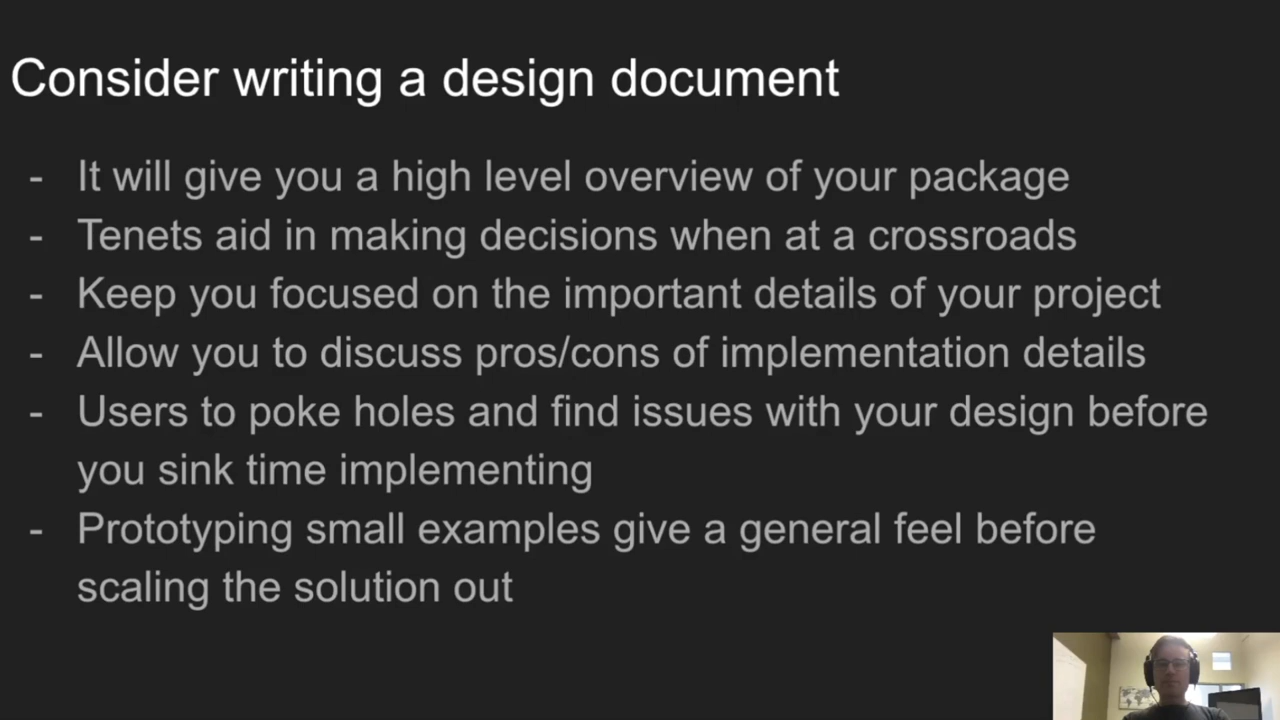 Consider writing a design document
- It will give you a high level overview of your package
- Tenets aid in making decisions when at a crossroads
- Keep you focused on the important details of your project
- Allow you to discuss pros/cons of implementation details
- Users to poke holes and find issues with your design before
you sink time implementing
- Prototyping small examples give a general feel before
scaling the solution out